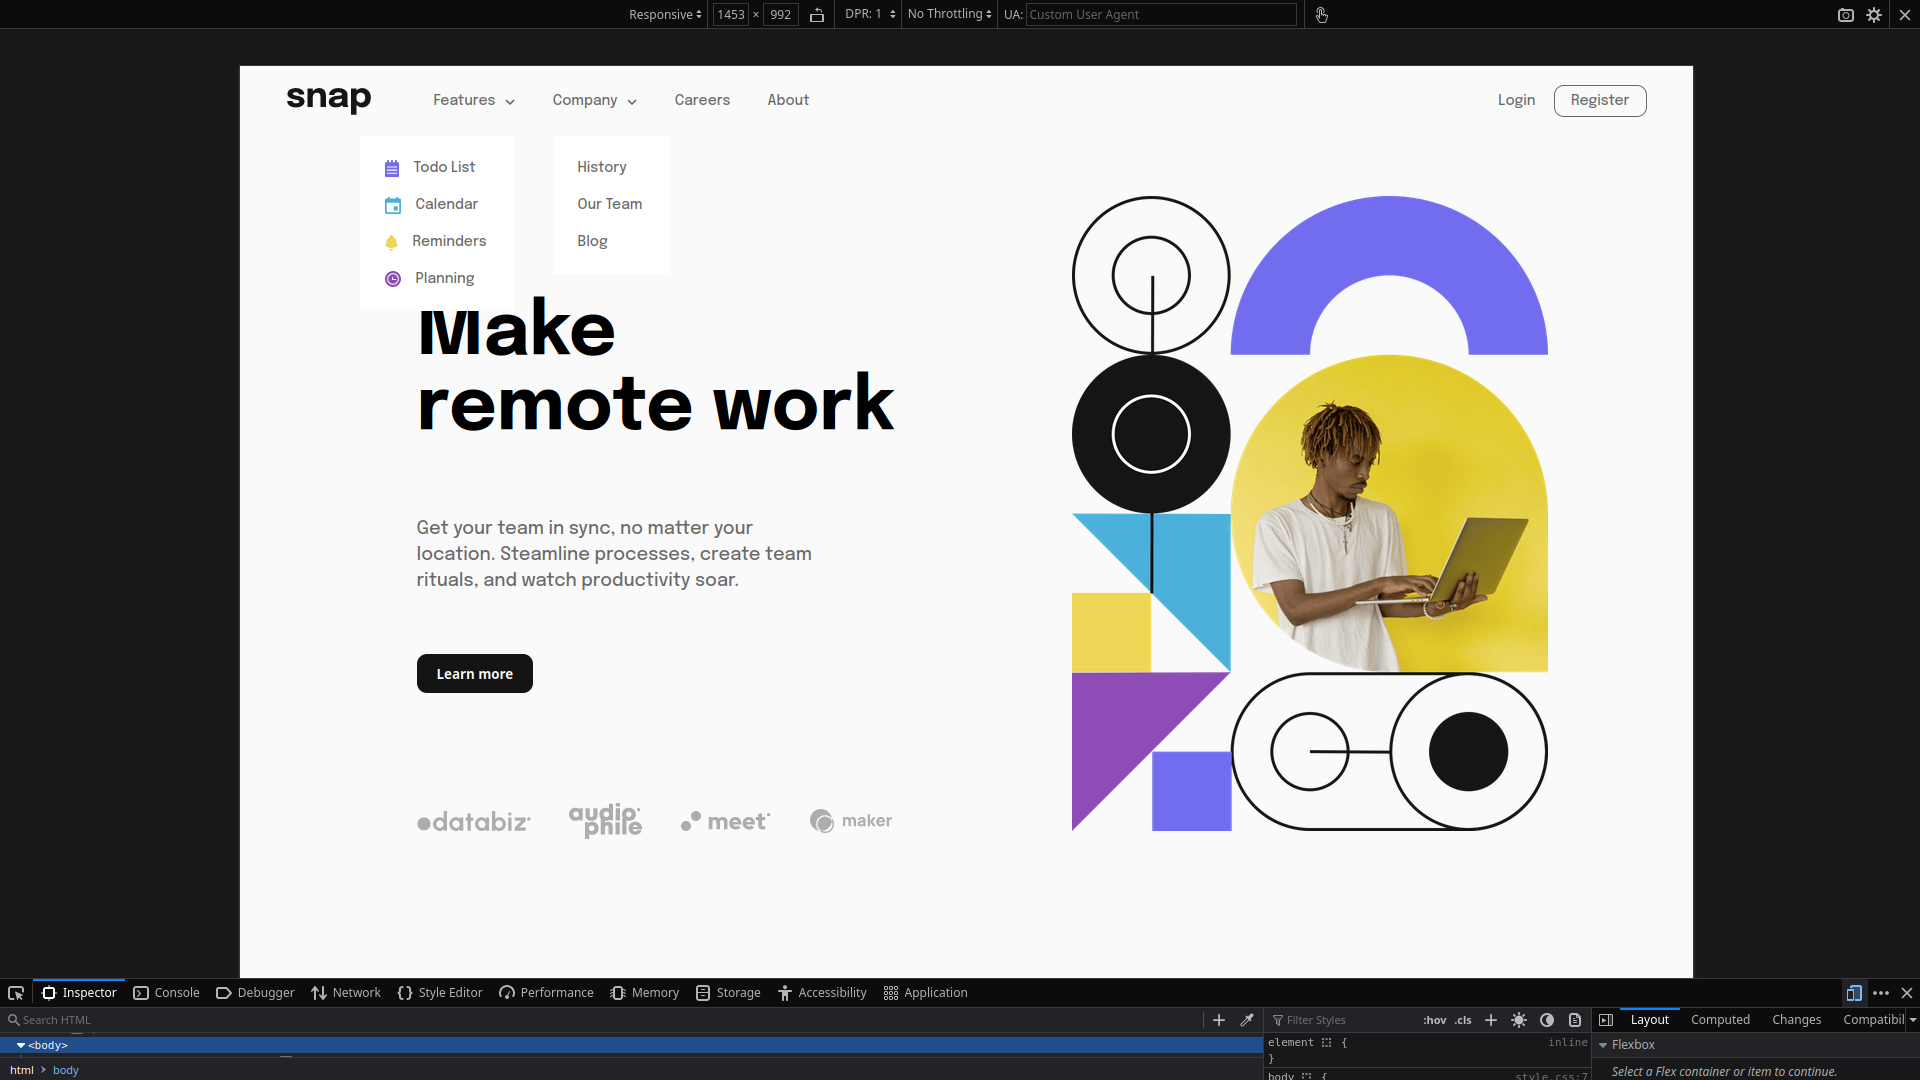 Responsive 1453 × 992 DPR: 1 No Throttling UA: Custom User Agent
snap Features Company Careers About Login Register
Todo List
Calendar
Reminders
Planning
History
Our Team
Blog
Make
remote work
Get your team in sync, no matter your
location. Steamline processes, create team
rituals, and watch productivity soar.
Learn more
databiz audiophile meet maker
Inspector Console Debugger Network Style Editor Performance Memory Storage Accessibility Application
Search HTML
Filter Styles :hov .cls
Layout Computed Changes Compatibil
<body>
html > body
element { inline
}
body { style.css:7
Flexbox
Select a Flex container or item to continue.